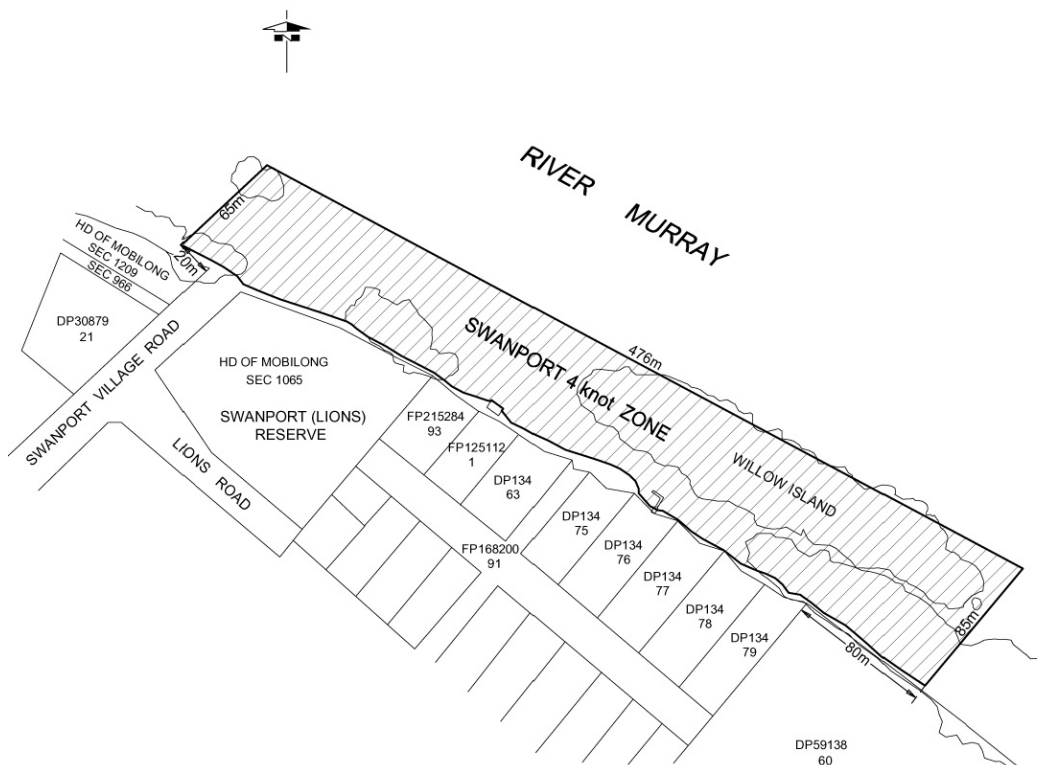 N
RIVER MURRAY
65m
HD OF MOBILONG
SEC 1209
SEC 966
20m
DP30879
21
SWANPORT VILLAGE ROAD
HD OF MOBILONG
SEC 1065
SWANPORT (LIONS)
RESERVE
LIONS ROAD
476m
SWANPORT 4 knot ZONE
WILLOW ISLAND
FP215284
93
FP125112
1
DP134
63
FP168200
91
DP134
75
DP134
76
DP134
77
DP134
78
DP134
79
85m
80m
DP59138
60